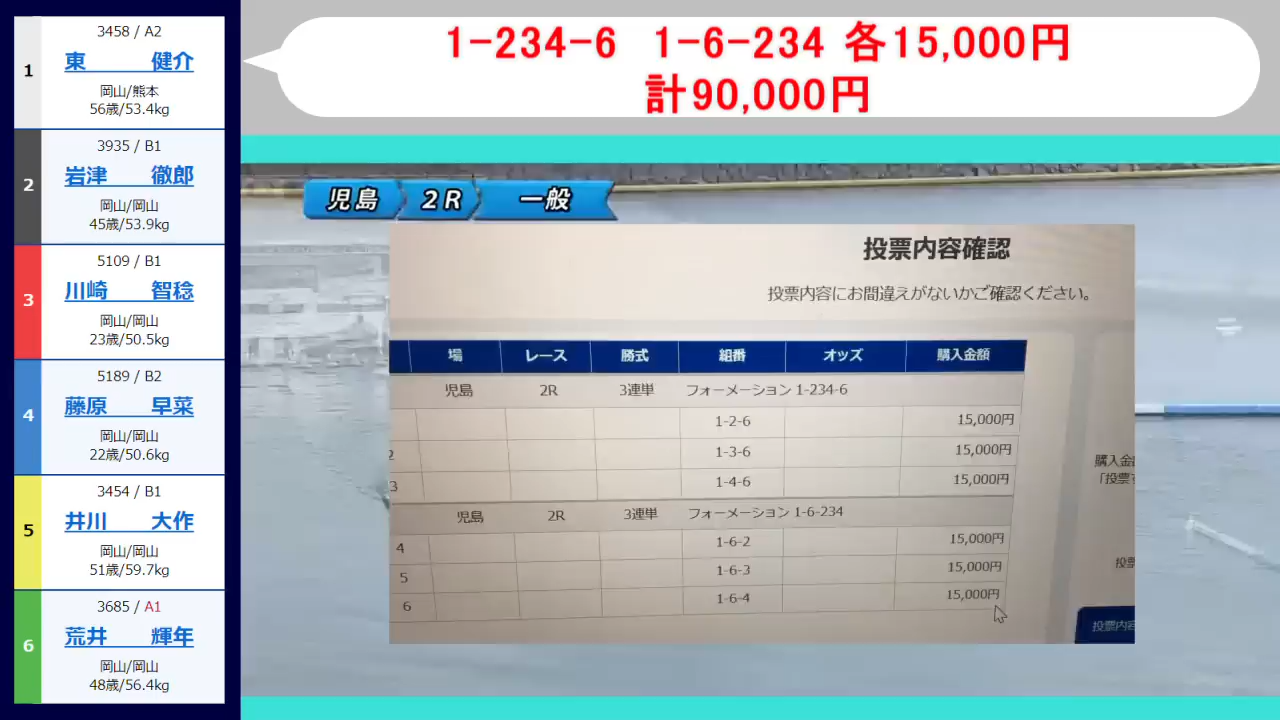 1
3458 / A2
東 健介
岡山/熊本
56歳/53.4kg
2
3935 / B1
岩津 徹郎
岡山/岡山
45歳/53.9kg
3
5109 / B1
川崎 智稔
岡山/岡山
23歳/50.5kg
4
5189 / B2
藤原 早菜
岡山/岡山
22歳/50.6kg
5
3454 / B1
井川 大作
岡山/岡山
51歳/59.7kg
6
3685 / A1
荒井 輝年
岡山/岡山
48歳/56.4kg
1-234-6 1-6-234 各15,000円
計90,000円
児島 2R 一般
投票内容確認
投票内容にお間違えがないかご確認ください。
場 レース 勝式 組番 オッズ 購入金額
児島 2R 3連単 フォーメーション 1-234-6
1-2-6 15,000円
2 1-3-6 15,000円
3 1-4-6 15,000円
児島 2R 3連単 フォーメーション 1-6-234
4 1-6-2 15,000円
5 1-6-3 15,000円
6 1-6-4 15,000円
購入金
「投票
投票
投票内容